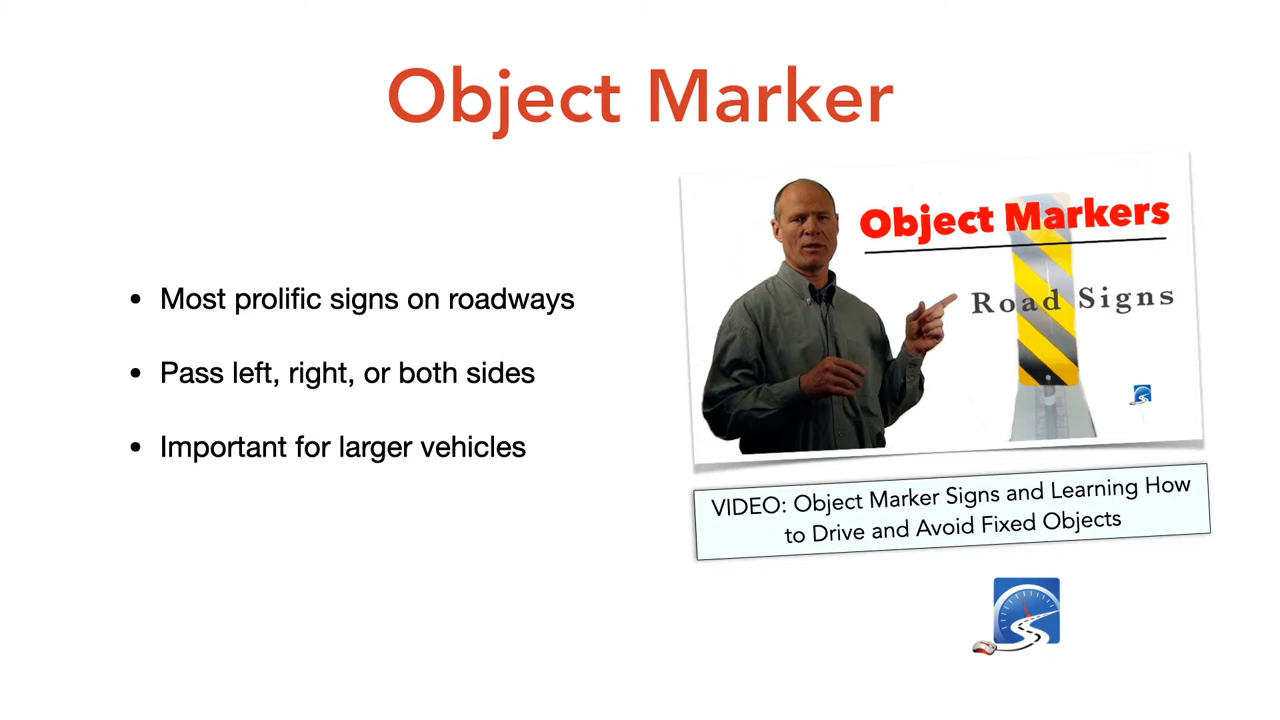 Object Marker
• Most prolific signs on roadways
• Pass left, right, or both sides
• Important for larger vehicles
Object Markers
Road Signs
VIDEO: Object Marker Signs and Learning How
to Drive and Avoid Fixed Objects